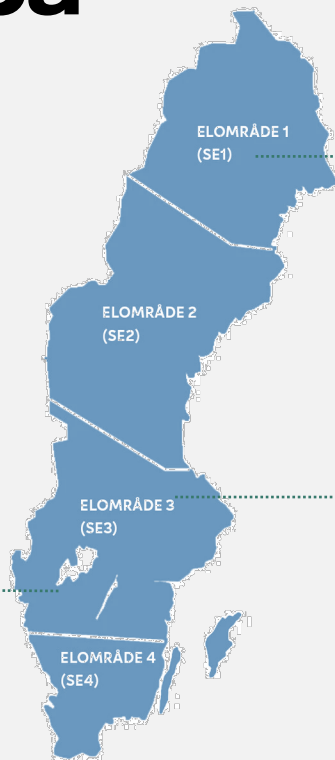 ELOMRÅDE 1
(SE1)
ELOMRÅDE 2
(SE2)
ELOMRÅDE 3
(SE3)
ELOMRÅDE 4
(SE4)